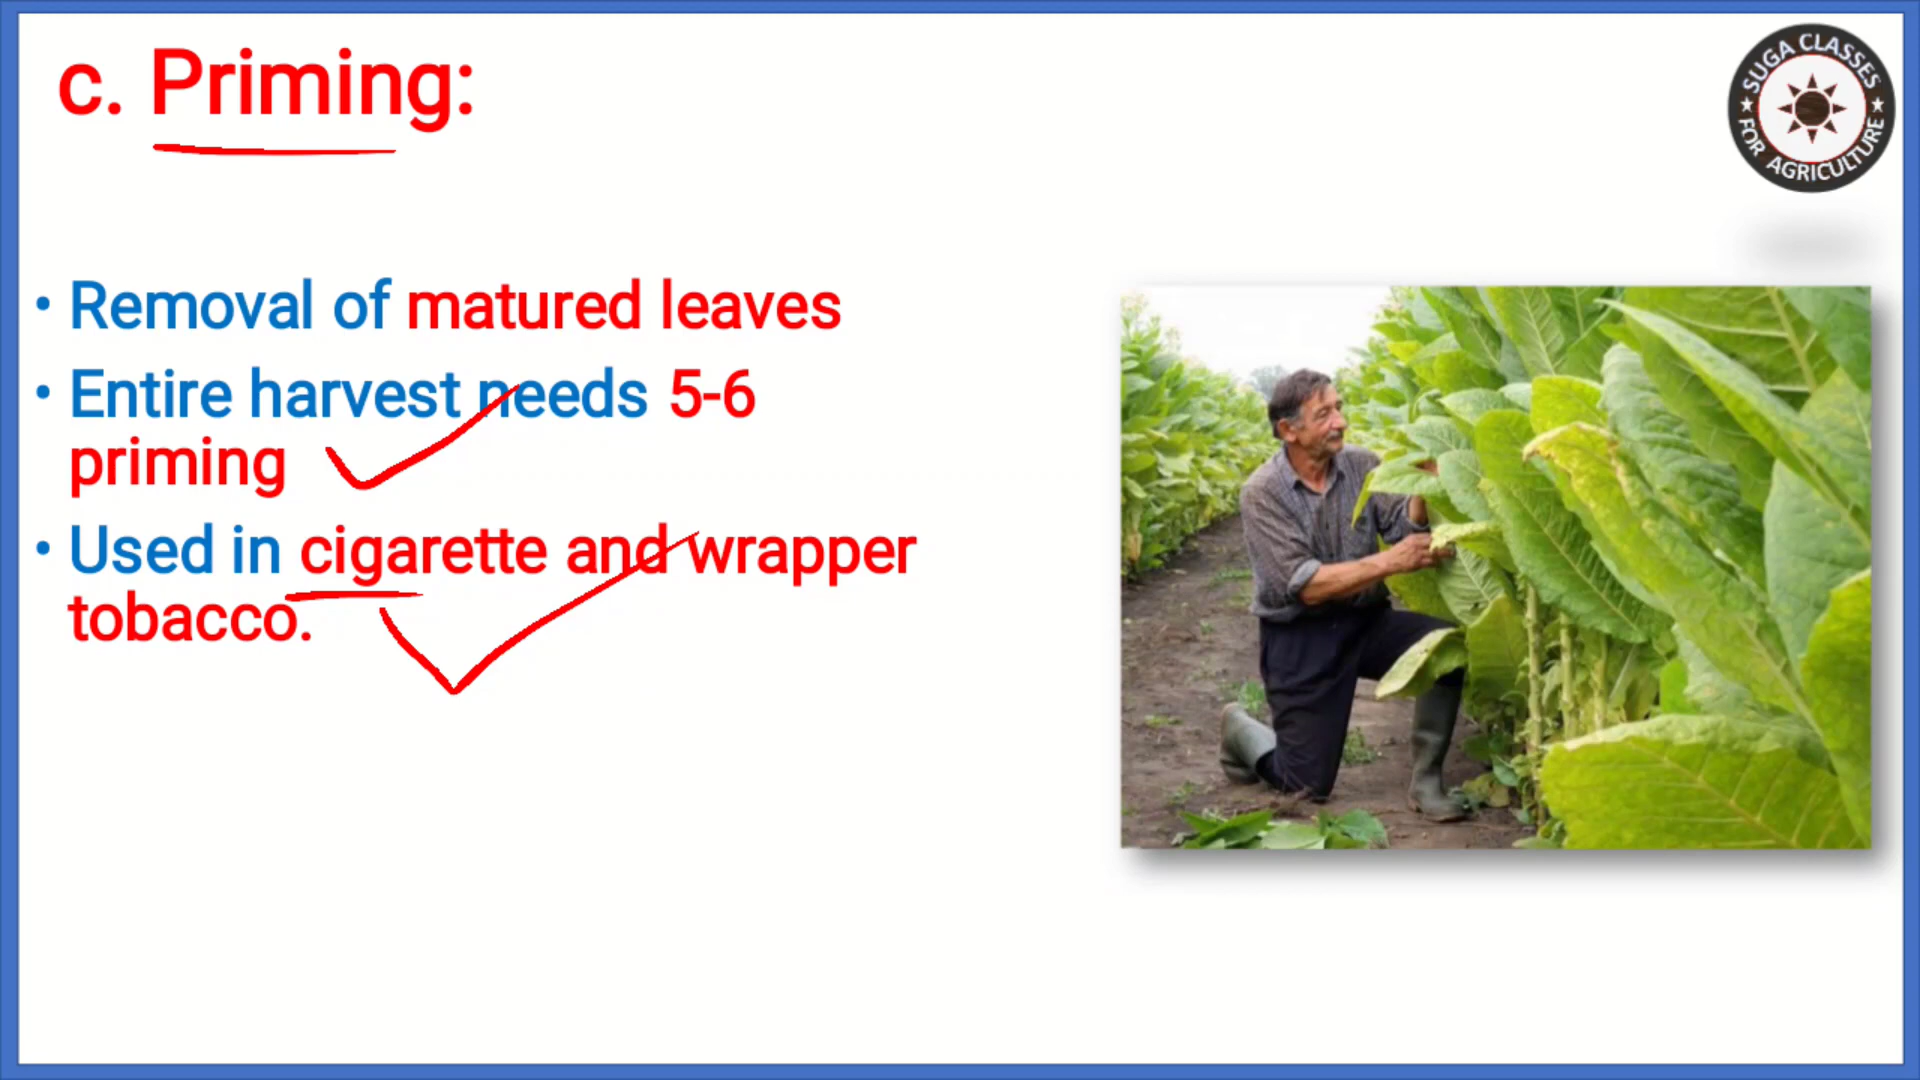 c. Priming:
SUGA CLASSES
FOR AGRICULTURE
• Removal of matured leaves
• Entire harvest needs 5-6
priming
• Used in cigarette and wrapper
tobacco.